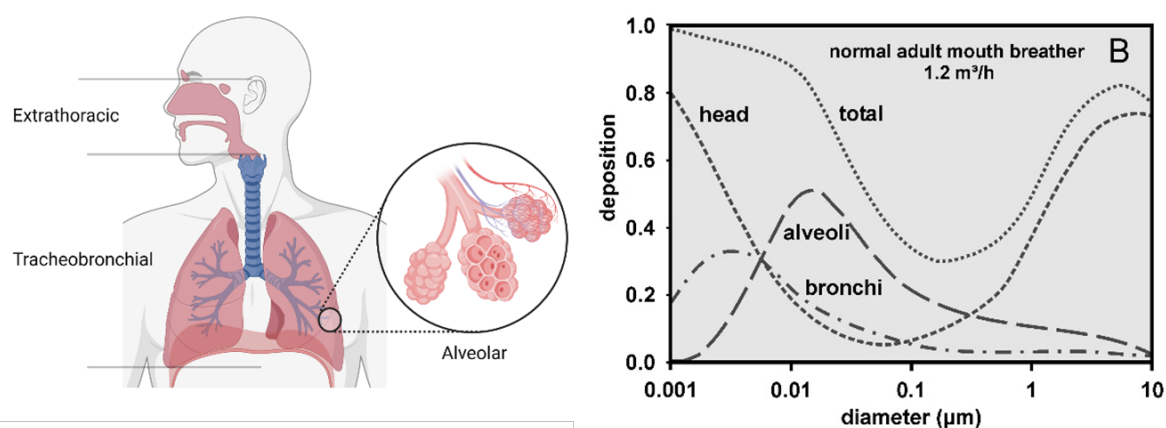 Extrathoracic
Tracheobronchial
Alveolar
B
normal adult mouth breather
1.2 m³/h
head
total
alveoli
bronchi
deposition
1.0
0.8
0.6
0.4
0.2
0.0
0.001
0.01
0.1
1
10
diameter (μm)